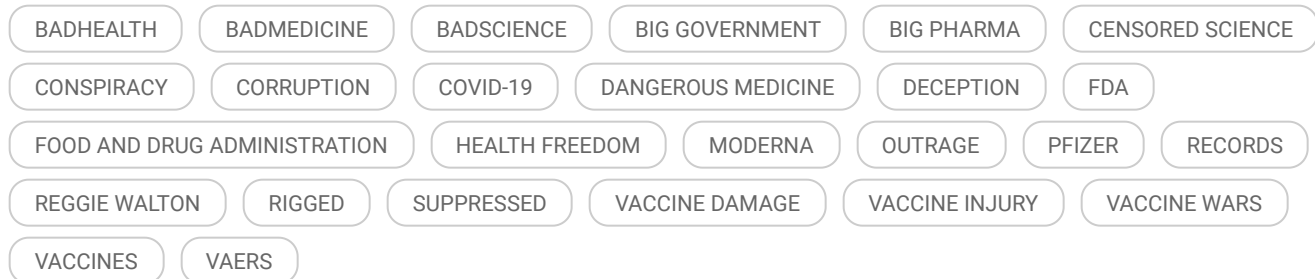 BADHEALTH BADMEDICINE BADSCIENCE BIG GOVERNMENT BIG PHARMA CENSORED SCIENCE
CONSPIRACY CORRUPTION COVID-19 DANGEROUS MEDICINE DECEPTION FDA
FOOD AND DRUG ADMINISTRATION HEALTH FREEDOM MODERNA OUTRAGE PFIZER RECORDS
REGGIE WALTON RIGGED SUPPRESSED VACCINE DAMAGE VACCINE INJURY VACCINE WARS
VACCINES VAERS